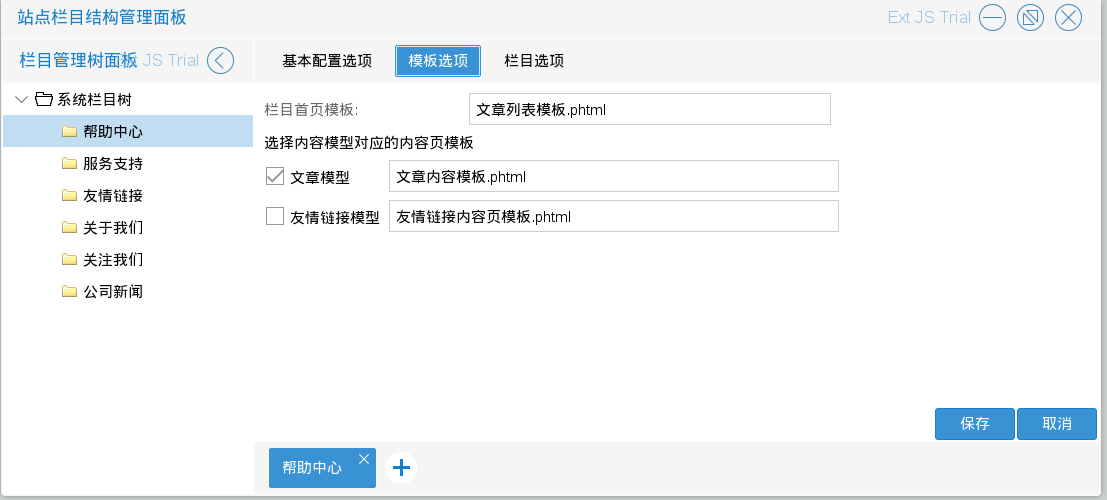 站点栏目结构管理面板
Ext JS Trial
栏目管理树面板
JS Trial
基本配置选项
模板选项
栏目选项
系统栏目树
帮助中心
服务支持
友情链接
关于我们
关注我们
公司新闻
栏目首页模板:
文章列表模板.phtml
选择内容模型对应的内容页模板
文章模型
文章内容模板.phtml
友情链接模型
友情链接内容页模板.phtml
保存
取消
帮助中心